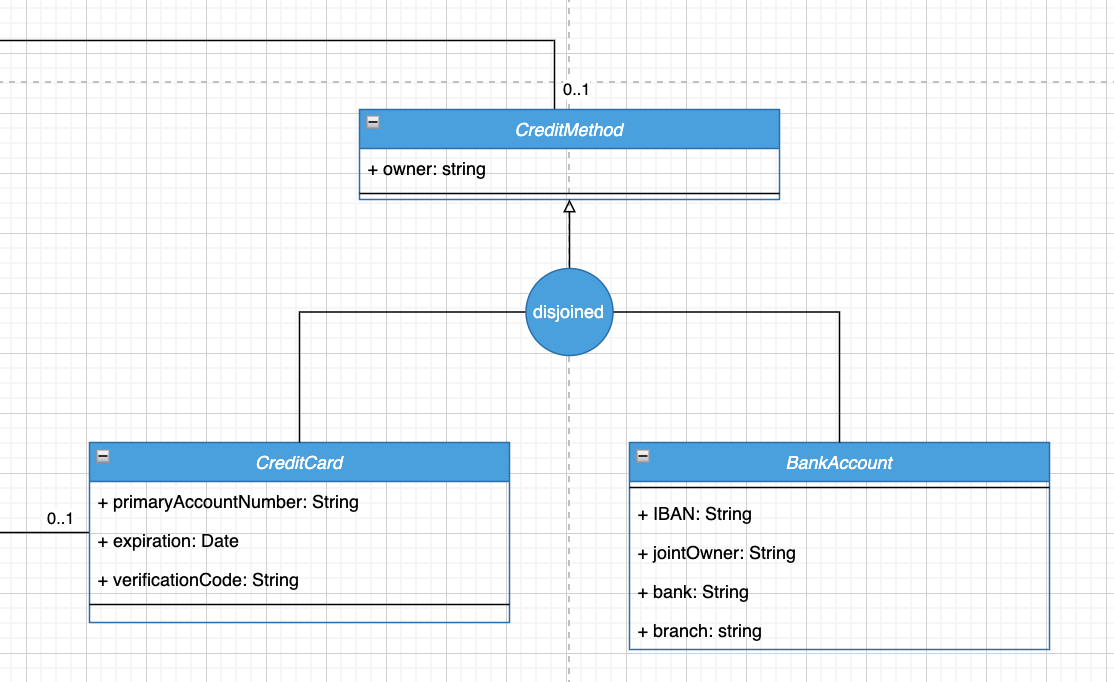 0..1
CreditMethod
+ owner: string
disjoined
CreditCard
+ primaryAccountNumber: String
+ expiration: Date
+ verificationCode: String
0..1
BankAccount
+ IBAN: String
+ jointOwner: String
+ bank: String
+ branch: string